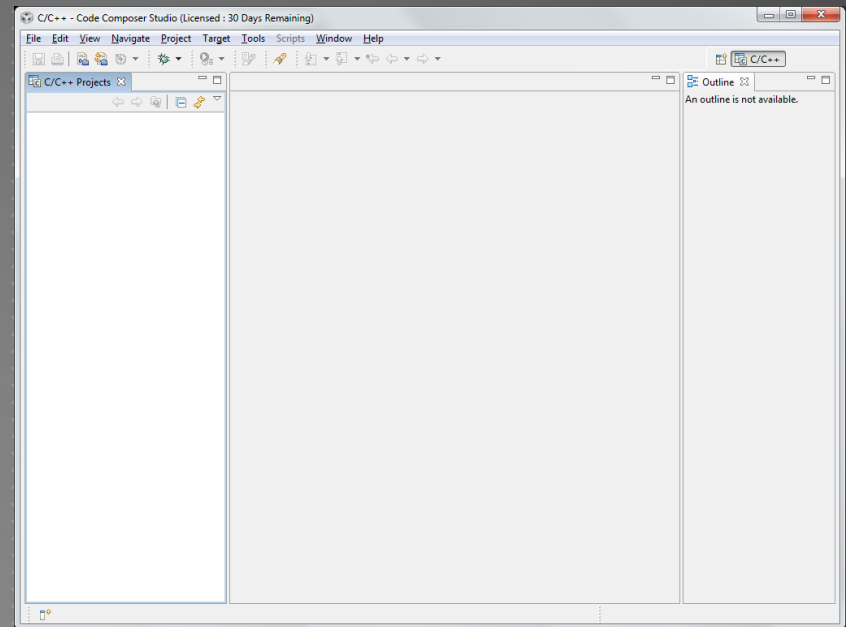 C/C++ - Code Composer Studio (Licensed : 30 Days Remaining)
File Edit View Navigate Project Target Tools Scripts Window Help
C/C++
C/C++ Projects
Outline
An outline is not available.